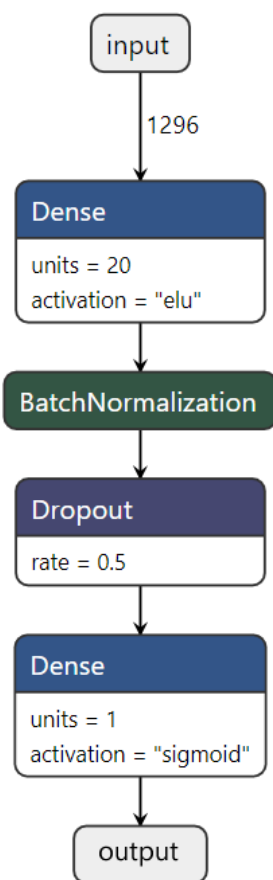 input
1296
Dense
units = 20
activation = "elu"
BatchNormalization
Dropout
rate = 0.5
Dense
units = 1
activation = "sigmoid"
output